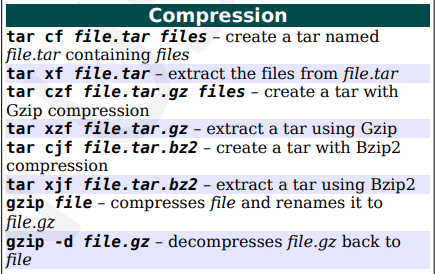 Compression
tar cf file.tar files – create a tar named
file.tar containing files
tar xf file.tar – extract the files from file.tar
tar czf file.tar.gz files – create a tar with
Gzip compression
tar xzf file.tar.gz – extract a tar using Gzip
tar cjf file.tar.bz2 – create a tar with Bzip2
compression
tar xjf file.tar.bz2 – extract a tar using Bzip2
gzip file – compresses file and renames it to
file.gz
gzip -d file.gz – decompresses file.gz back to
file